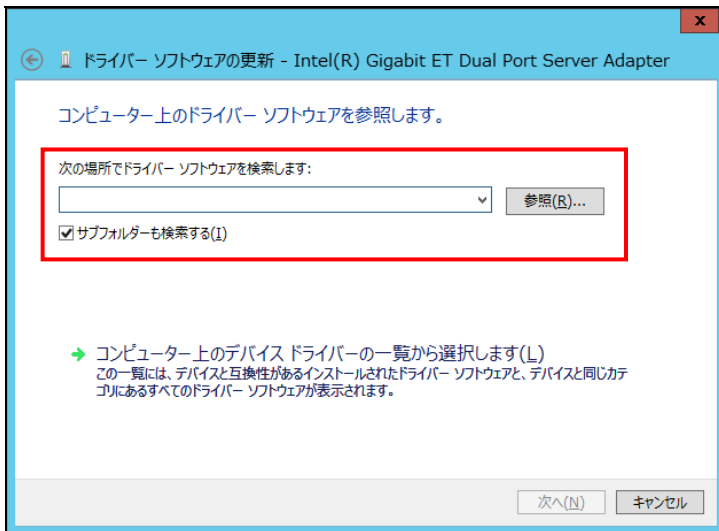 x
ドライバー ソフトウェアの更新 - Intel(R) Gigabit ET Dual Port Server Adapter
コンピューター上のドライバー ソフトウェアを参照します。
次の場所でドライバー ソフトウェアを検索します:
参照(R)...
サブフォルダーも検索する(I)
コンピューター上のデバイス ドライバーの一覧から選択します(L)
この一覧には、デバイスと互換性があるインストールされたドライバー ソフトウェアと、デバイスと同じカテ
ゴリにあるすべてのドライバー ソフトウェアが表示されます。
次へ(N)
キャンセル